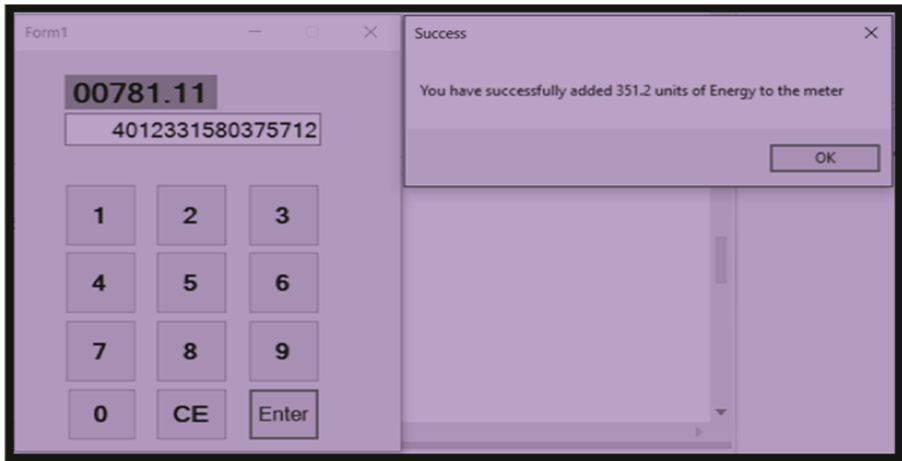 Form1
00781.11
4012331580375712
1 2 3
4 5 6
7 8 9
0 CE Enter
Success
You have successfully added 351.2 units of Energy to the meter
OK